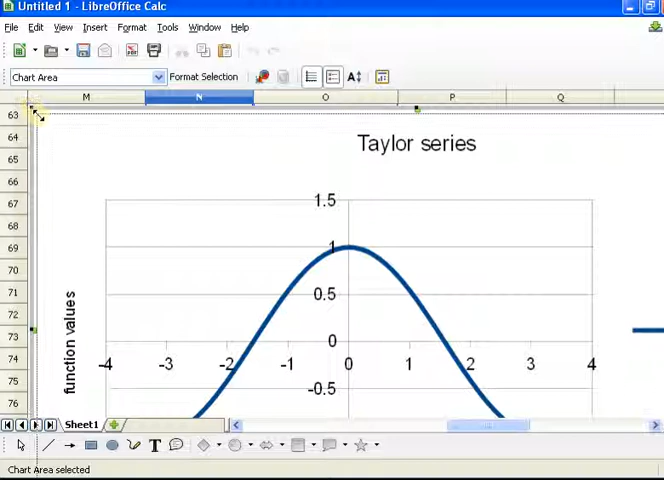 Untitled 1 - LibreOffice Calc
File Edit View Insert Format Tools Window Help
Chart Area Format Selection
M N O P Q
63
64
Taylor series
65
66
67
1.5
68
69
1
70
71
0.5
72
73
0
74
-4 -3 -2 -1 0 1 2 3 4
75
-0.5
76
function values
Sheet1
Chart Area selected